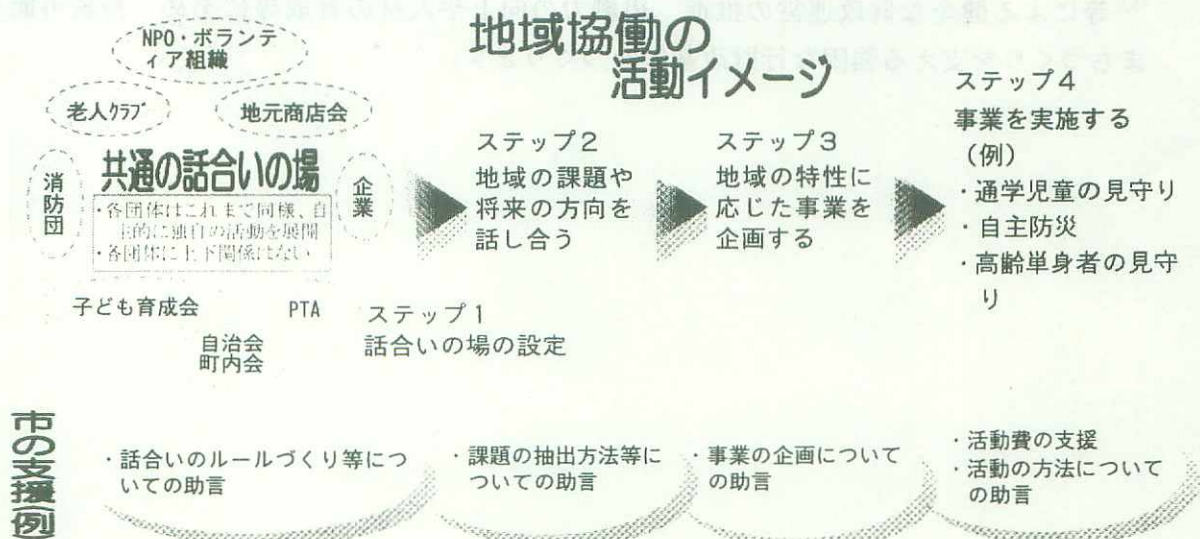 地域協働の
活動イメージ
NPO・ボランテ
ィア組織
老人クラブ
地元商店会
消防団
共通の話合いの場
企業
・各団体はこれまで同様、自
主的に独自の活動を展開
・各団体に上下関係はない
子ども育成会
PTA
自治会
町内会
ステップ1
話合いの場の設定
ステップ2
地域の課題や
将来の方向を
話し合う
ステップ3
地域の特性に
応じた事業を
企画する
ステップ4
事業を実施する
(例)
・通学児童の見守り
・自主防災
・高齢単身者の見守
り
市の支援(例)
・話合いのルールづくり等につ
いての助言
・課題の抽出方法等に
ついての助言
・事業の企画について
の助言
・活動費の支援
・活動の方法について
の助言